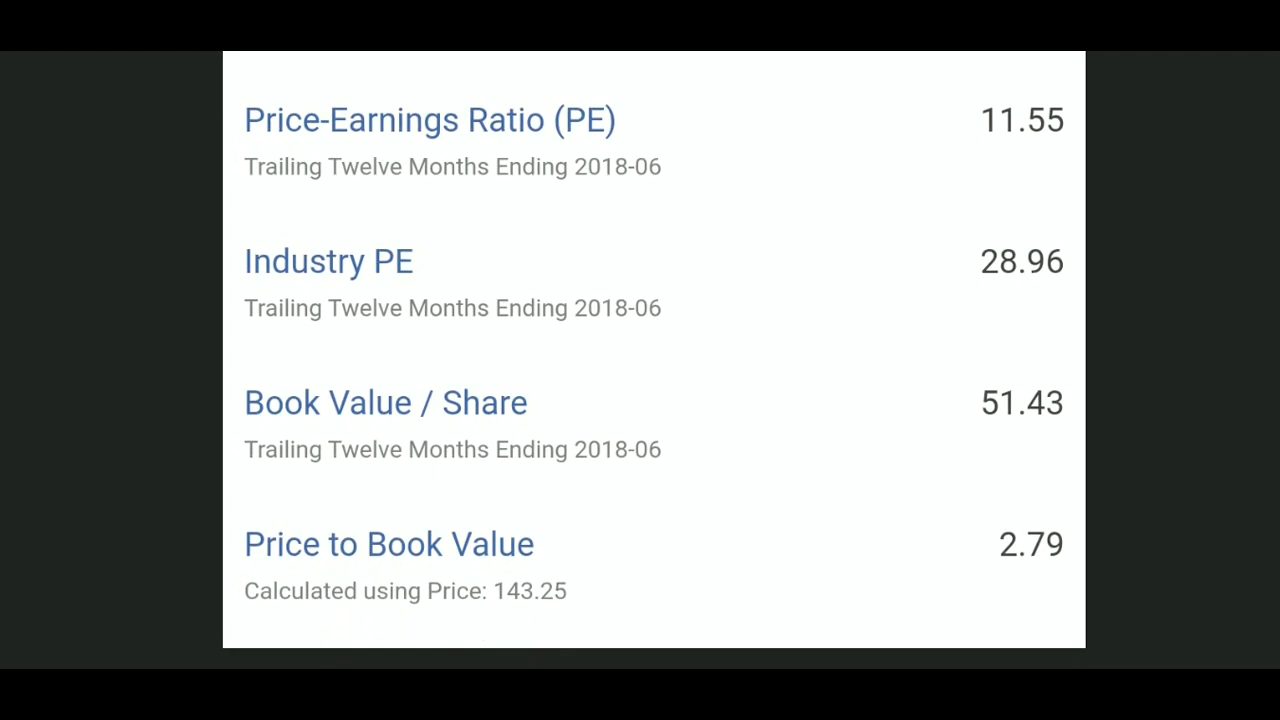 Price-Earnings Ratio (PE) 11.55
Trailing Twelve Months Ending 2018-06
Industry PE 28.96
Trailing Twelve Months Ending 2018-06
Book Value / Share 51.43
Trailing Twelve Months Ending 2018-06
Price to Book Value 2.79
Calculated using Price: 143.25